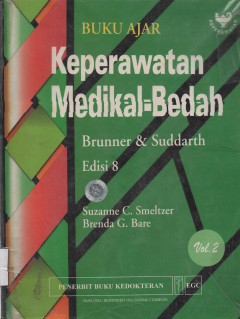 BUKU AJAR
Keperawatan
Medikal-Bedah
Brunner & Suddarth
Edisi 8
Suzanne C. Smeltzer
Brenda G. Bare
Vol.2
PENERBIT BUKU KEDOKTERAN EGC